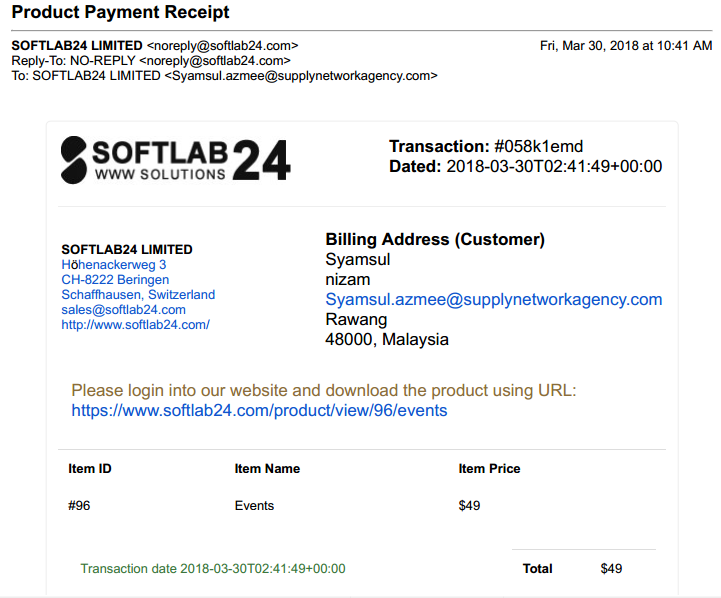 Product Payment Receipt
SOFTLAB24 LIMITED <noreply@softlab24.com> Fri, Mar 30, 2018 at 10:41 AM
Reply-To: NO-REPLY <noreply@softlab24.com>
To: SOFTLAB24 LIMITED <Syamsul.azmee@supplynetworkagency.com>
SOFTLAB 24
WWW SOLUTIONS
Transaction: #058k1emd
Dated: 2018-03-30T02:41:49+00:00
SOFTLAB24 LIMITED
Höhenackerweg 3
CH-8222 Beringen
Schaffhausen, Switzerland
sales@softlab24.com
http://www.softlab24.com/
Billing Address (Customer)
Syamsul
nizam
Syamsul.azmee@supplynetworkagency.com
Rawang
48000, Malaysia
Please login into our website and download the product using URL:
https://www.softlab24.com/product/view/96/events
Item ID Item Name Item Price
#96 Events $49
Transaction date 2018-03-30T02:41:49+00:00 Total $49